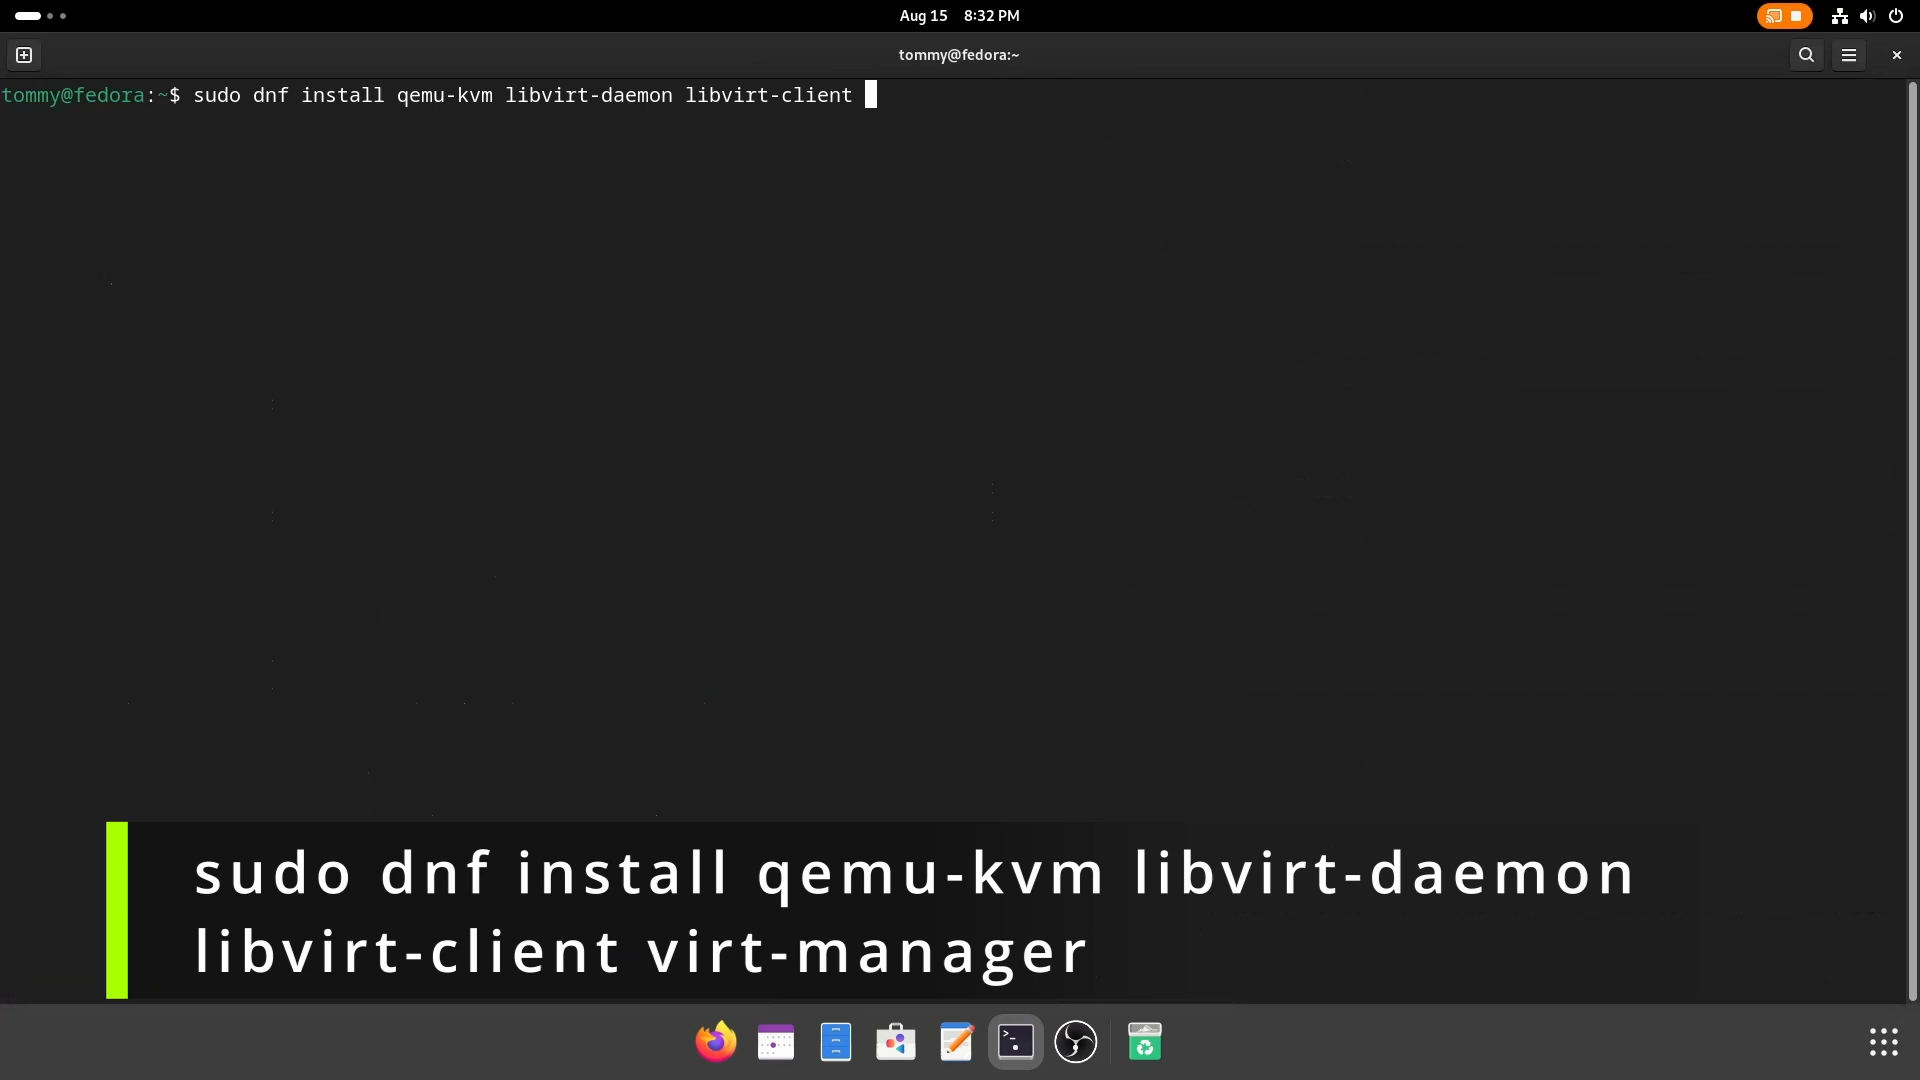 Aug 15 8:32 PM
tommy@fedora:~
tommy@fedora:~$ sudo dnf install qemu-kvm libvirt-daemon libvirt-client
sudo dnf install qemu-kvm libvirt-daemon
libvirt-client virt-manager